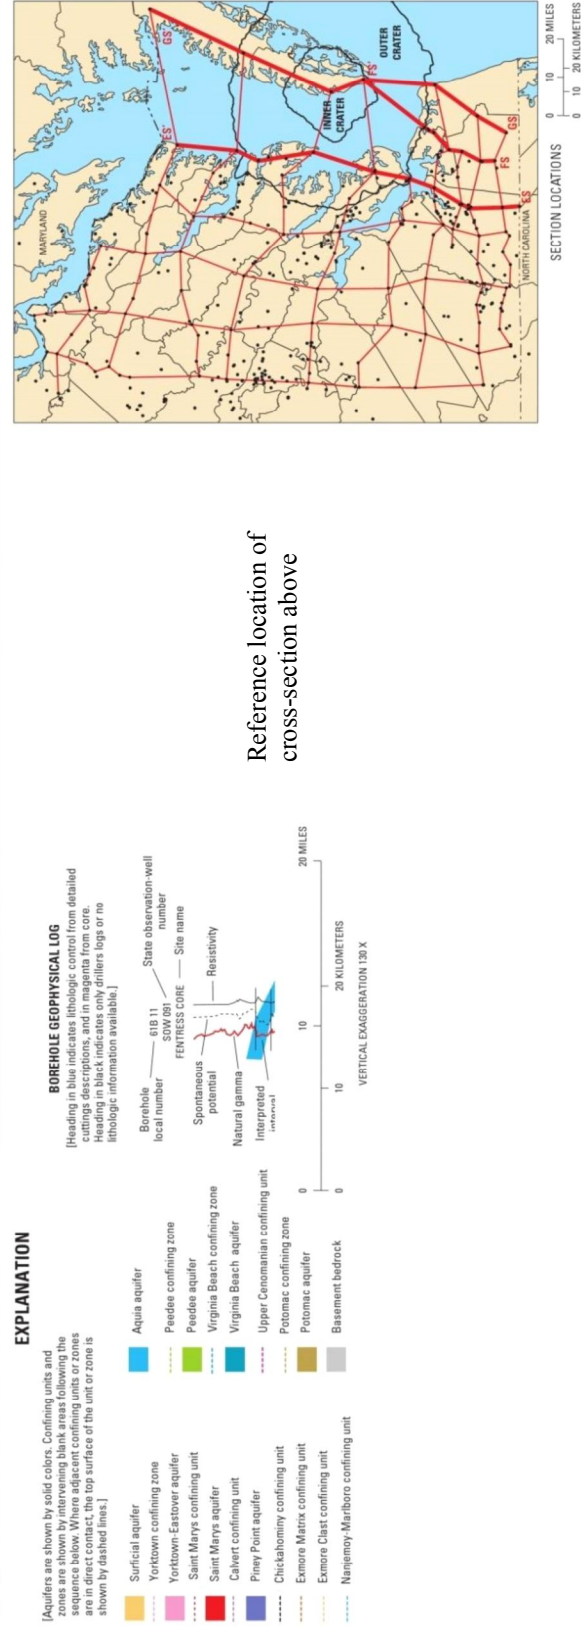 EXPLANATION
[Aquifers are shown by solid colors. Confining units and
zones are shown by intervening blank areas following the
sequence below. Where adjacent confining units or zones
are in direct contact, the top surface of the unit or zone is
shown by dashed lines.]
Surficial aquifer
Yorktown confining zone
Yorktown-Eastover aquifer
Saint Marys confining unit
Saint Marys aquifer
Calvert confining unit
Piney Point aquifer
Chickahominy confining unit
Exmore Matrix confining unit
Exmore Clast confining unit
Nanjemoy-Marlboro confining unit
Aquia aquifer
Peedee confining zone
Peedee aquifer
Virginia Beach confining zone
Virginia Beach aquifer
Upper Cenomanian confining unit
Potomac confining zone
Potomac aquifer
Basement bedrock
BOREHOLE GEOPHYSICAL LOG
[Heading in blue indicates lithologic control from detailed
cuttings descriptions, and in magenta from core.
Heading in black indicates only drillers logs or no
lithologic information available.]
Borehole
local number
61B 11
SOW 091
FENTRESS CORE
State observation-well
number
Site name
Spontaneous
potential
Resistivity
Natural gamma
Interpreted
interval
0 10 20 MILES
0 10 20 KILOMETERS
VERTICAL EXAGGERATION 130 X
Reference location of
cross-section above
MARYLAND
GS'
ES'
FS'
OUTER
CRATER
INNER
CRATER
GS
FS
ES
NORTH CAROLINA
SECTION LOCATIONS
0 10 20 MILES
0 10 20 KILOMETERS